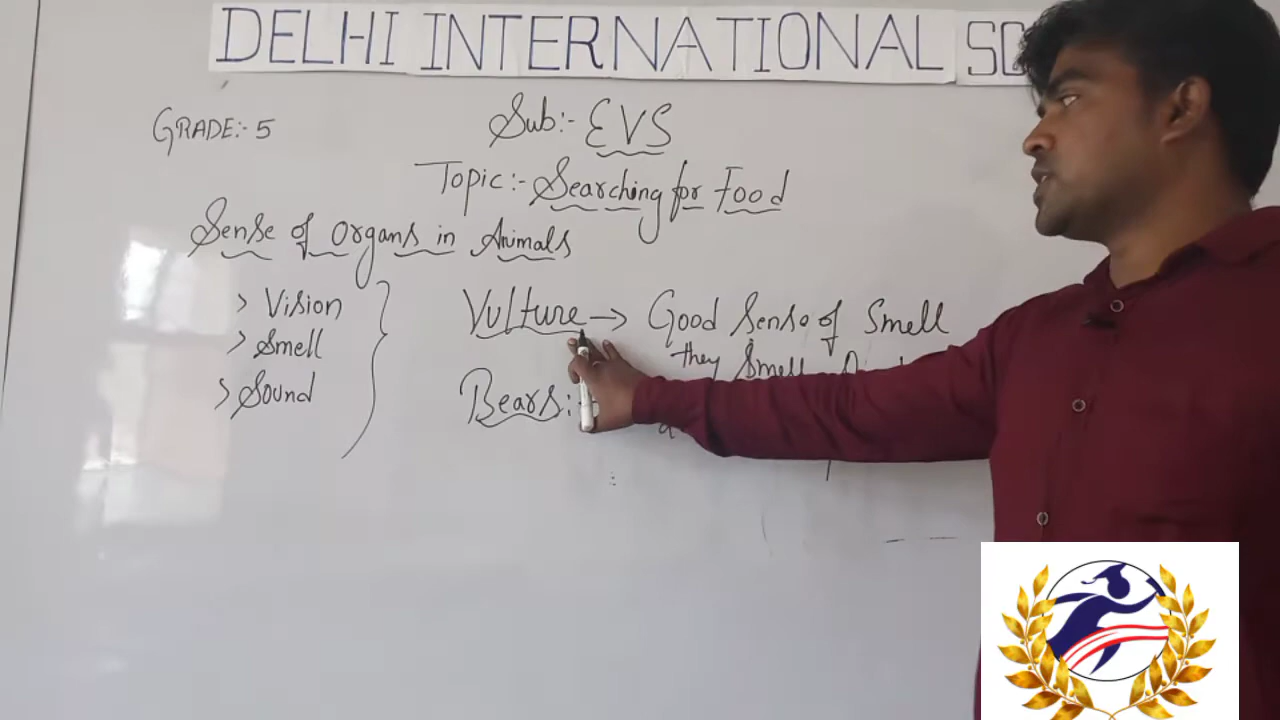 DELHI INTERNATIONAL
GRADE:- 5
Sub:- EVS
Topic:- Searching for Food
Sense of Organs in Animals
> Vision
> Smell
> Sound
Vulture → Good Sense of Smell
they Smell
Bears: